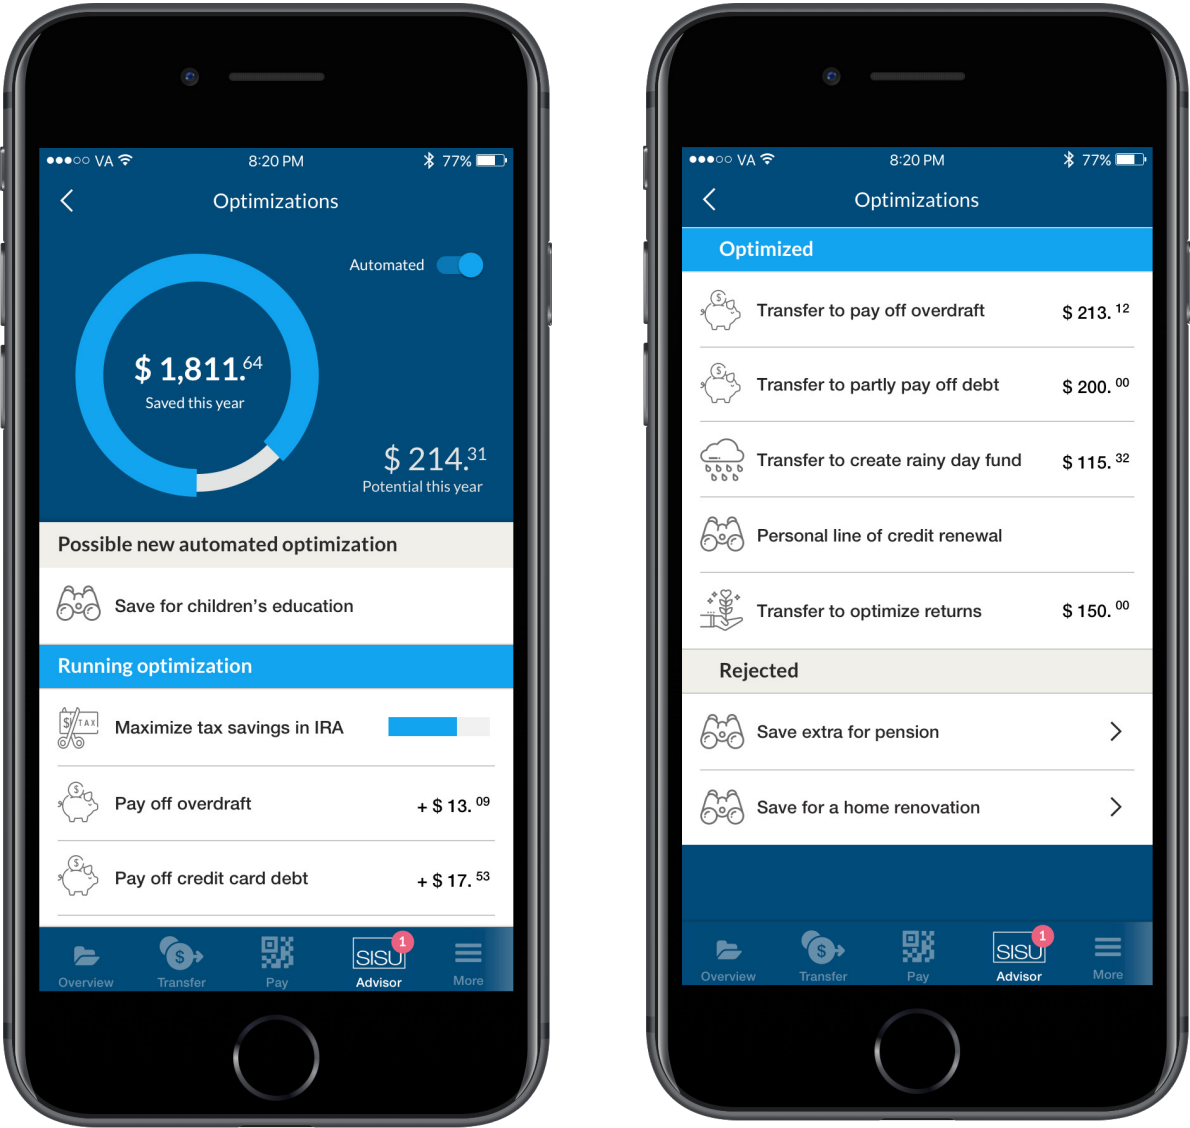 VA
8:20 PM
77%
Optimizations
Automated
$ 1,811.64
Saved this year
$ 214.31
Potential this year
Possible new automated optimization
Save for children’s education
Running optimization
$ TAX
Maximize tax savings in IRA
$
Pay off overdraft
+ $ 13. 09
$
Pay off credit card debt
+ $ 17. 53
$
SISU
1
Overview
Transfer
Pay
Advisor
More
VA
8:20 PM
77%
Optimizations
Optimized
$
Transfer to pay off overdraft
$ 213. 12
$
Transfer to partly pay off debt
$ 200. 00
Transfer to create rainy day fund
$ 115. 32
Personal line of credit renewal
Transfer to optimize returns
$ 150. 00
Rejected
Save extra for pension
Save for a home renovation
$
SISU
1
Overview
Transfer
Pay
Advisor
More